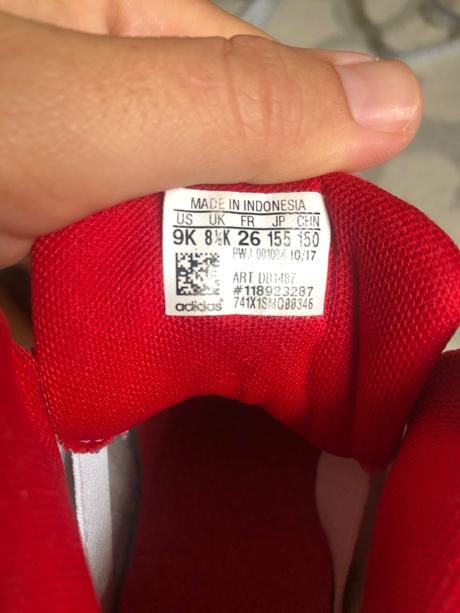 MADE IN INDONESIA
US UK FR JP CHN
9K 8½K 26 155 150
PWJ 001004 10/17
ART DB1487
#118923287
adidas 741X1SMQ00346